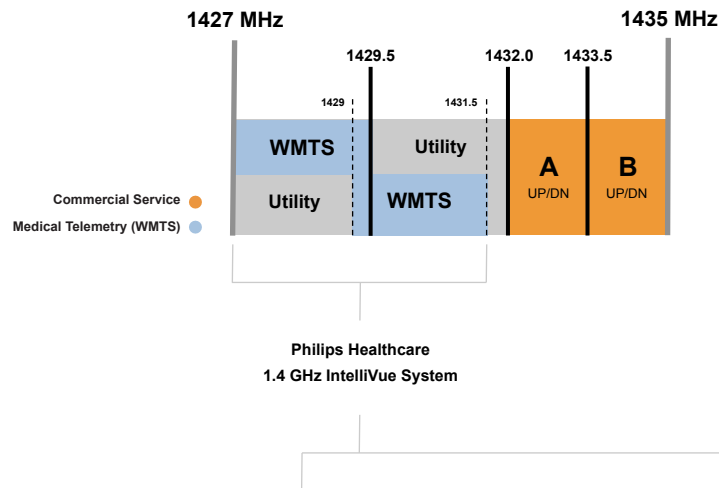 1427 MHz
1435 MHz
1429.5
1432.0
1433.5
1429
1431.5
WMTS
Utility
A
B
UP/DN
UP/DN
Utility
WMTS
Commercial Service
Medical Telemetry (WMTS)
Philips Healthcare
1.4 GHz IntelliVue System